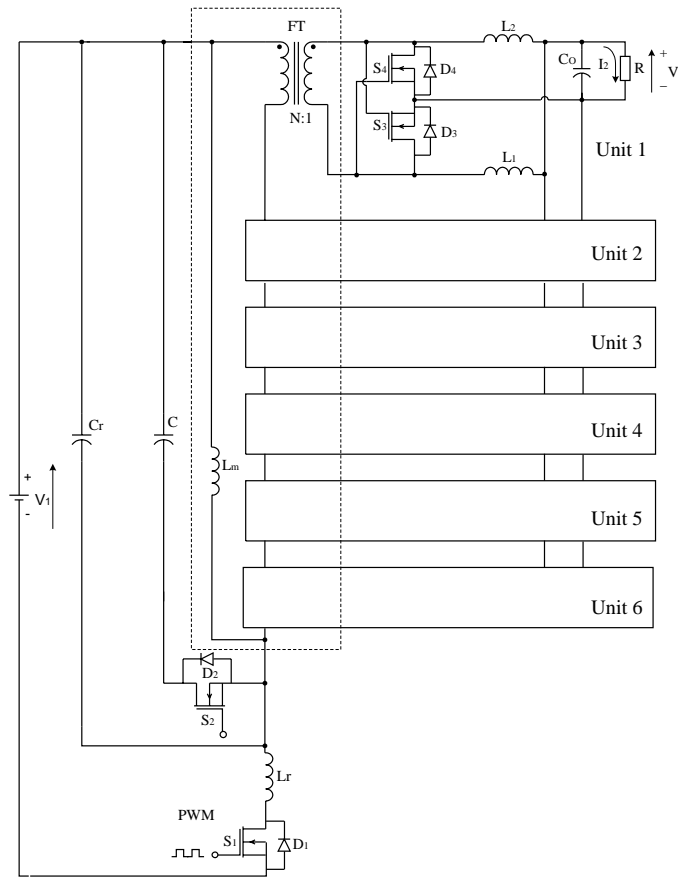 FT
N:1
L2
S4
D4
S3
D3
L1
CO
I2
R
+
V
−
Unit 1
Unit 2
Unit 3
Unit 4
Unit 5
Unit 6
Cr
C
Lm
+
V1
-
D2
S2
Lr
PWM
S1
D1